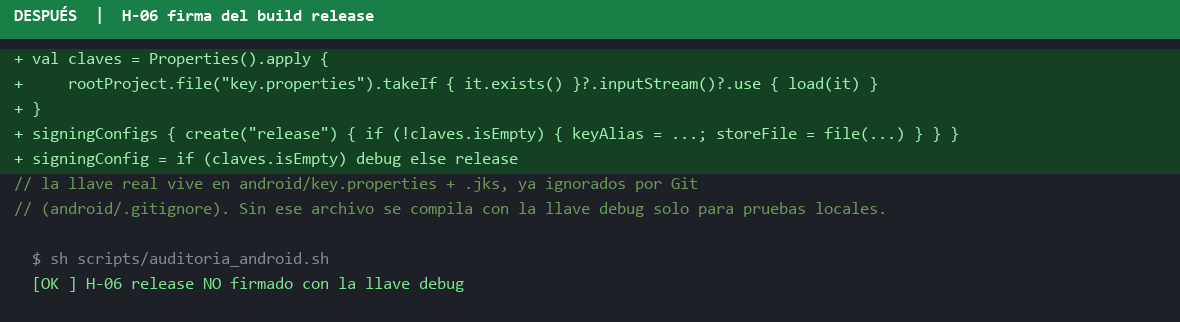 DESPUÉS | H-06 firma del build release
+ val claves = Properties().apply {
+     rootProject.file("key.properties").takeIf { it.exists() }?.inputStream()?.use { load(it) }
+ }
+ signingConfigs { create("release") { if (!claves.isEmpty) { keyAlias = ...; storeFile = file(...) } } }
+ signingConfig = if (claves.isEmpty) debug else release
// la llave real vive en android/key.properties + .jks, ya ignorados por Git
// (android/.gitignore). Sin ese archivo se compila con la llave debug solo para pruebas locales.
$ sh scripts/auditoria_android.sh
[OK ] H-06 release NO firmado con la llave debug